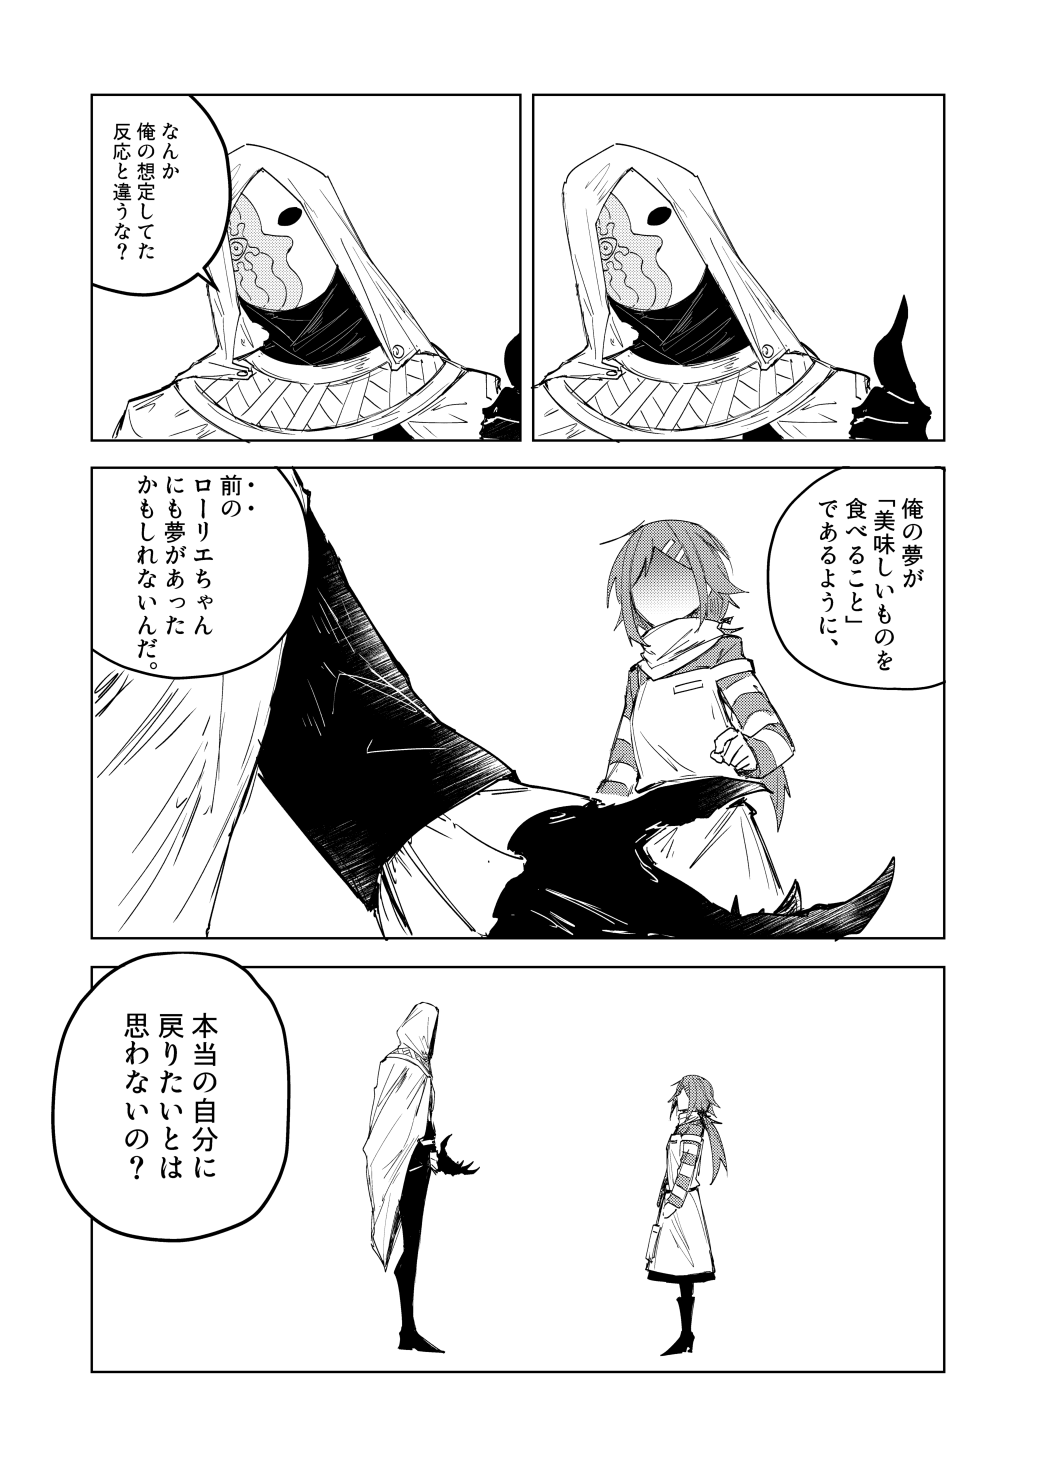 なんか
俺の想定してた
反応と違うな?
俺の夢が
「美味しいものを
食べること」
であるように、
前の
ローリエちゃん
にも夢があった
かもしれないんだ。
本当の自分に
戻りたいとは
思わないの?